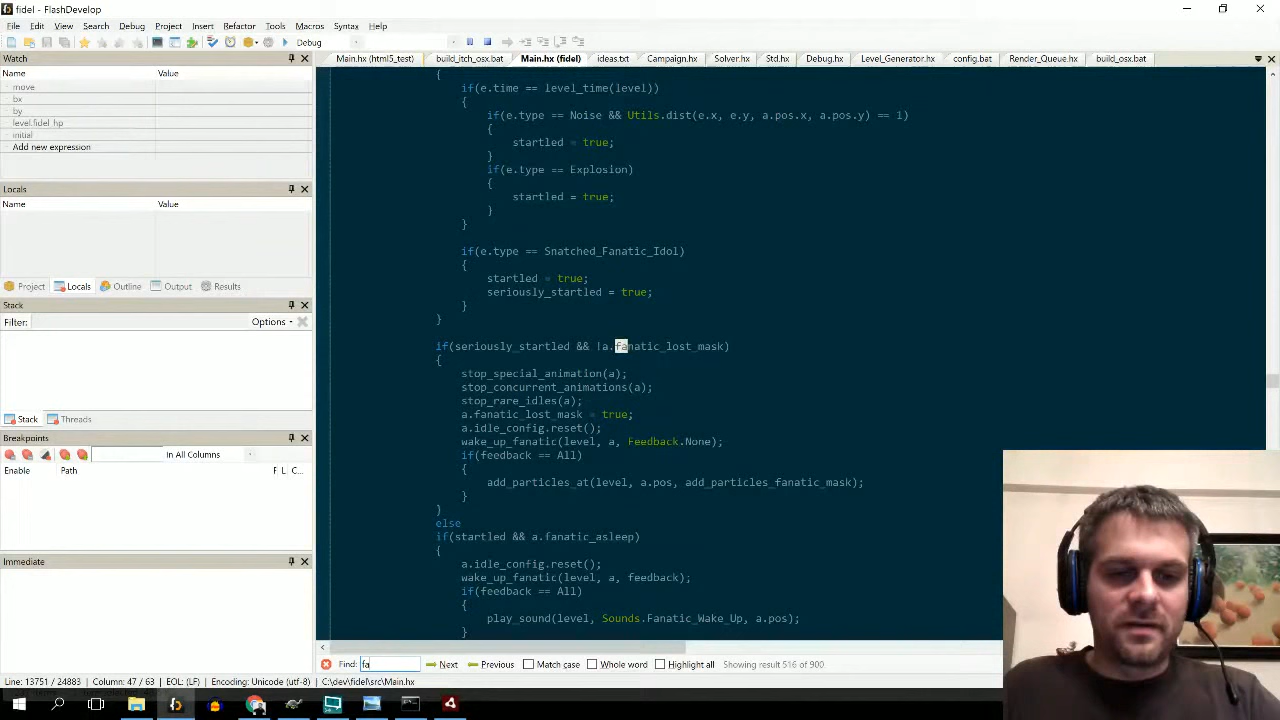 fidel - FlashDevelop
File Edit Search View Insert Refactor Project Debug Tools Macros Syntax Help
Debug
Watch
Main.hx (html5_test) build_itch_osx.bat Main.hx (fidel) ideas.txt Campaign.hx Solver.hx Std.hx Debug.hx Level_Generator.hx config.bat Render_Queue.hx build_osx.bat
Name Value
move
bx
by
level.fidel_hp
initial
Add new expression
Locals
Name Value
Project Locals Outline Output Results
Stack
Filter: Options
Stack Threads
Breakpoints
In All Columns
Enable Path F L C...
Immediate
{
if(e.time == level_time(level))
{
if(e.type == Noise && Utils.dist(e.x, e.y, a.pos.x, a.pos.y) == 1)
{
startled = true;
}
if(e.type == Explosion)
{
startled = true;
}
}
if(e.type == Snatched_Fanatic_Idol)
{
startled = true;
seriously_startled = true;
}
}
if(seriously_startled && !a.fanatic_lost_mask)
{
stop_special_animation(a);
stop_concurrent_animations(a);
stop_rare_idles(a);
a.fanatic_lost_mask = true;
a.idle_config.reset();
wake_up_fanatic(level, a, Feedback.None);
if(feedback == All)
{
add_particles_at(level, a.pos, add_particles_fanatic_mask);
}
}
else
if(startled && a.fanatic_asleep)
{
a.idle_config.reset();
wake_up_fanatic(level, a, feedback);
if(feedback == All)
{
play_sound(level, Sounds.Fanatic_Wake_Up, a.pos);
}
Find: fa Next Previous Match case Whole word Highlight all Showing result 516 of 900
Line: 13751 / 24883 Column: 47 / 63 EOL: (LF) Encoding: Unicode (utf-8) C:\dev\fidel\src\Main.hx